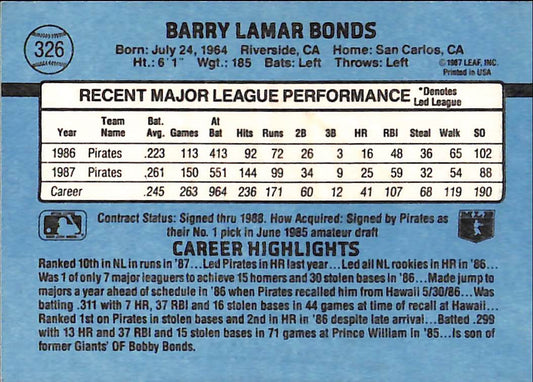 326
BARRY LAMAR BONDS
Born: July 24, 1964 Riverside, CA Home: San Carlos, CA
Ht.: 6'1" Wgt.: 185 Bats: Left Throws: Left
©1987 LEAF, INC.
Printed in USA
RECENT MAJOR LEAGUE PERFORMANCE *Denotes Led League
Year Team Name Bat. Avg. Games At Bat Hits Runs 2B 3B HR RBI Steal Walk SO
1986 Pirates .223 113 413 92 72 26 3 16 48 36 65 102
1987 Pirates .261 150 551 144 99 34 9 25 59 32 54 88
Career .245 263 964 236 171 60 12 41 107 68 119 190
Contract Status: Signed thru 1988. How Acquired: Signed by Pirates as
their No. 1 pick in June 1985 amateur draft
CAREER HIGHLIGHTS
Ranked 10th in NL in runs in '87...Led Pirates in HR last year...Led all NL rookies in HR in '86...
Was 1 of only 7 major leaguers to achieve 15 homers and 30 stolen bases in '86...Made jump to
majors a year ahead of schedule in '86 when Pirates recalled him from Hawaii 5/30/86...Was
batting .311 with 7 HR, 37 RBI and 16 stolen bases in 44 games at time of recall at Hawaii...
Ranked 1st on Pirates in stolen bases and 2nd in HR in '86 despite late arrival...Batted .299
with 13 HR and 37 RBI and 15 stolen bases in 71 games at Prince William in '85...Is son of
former Giants' OF Bobby Bonds.